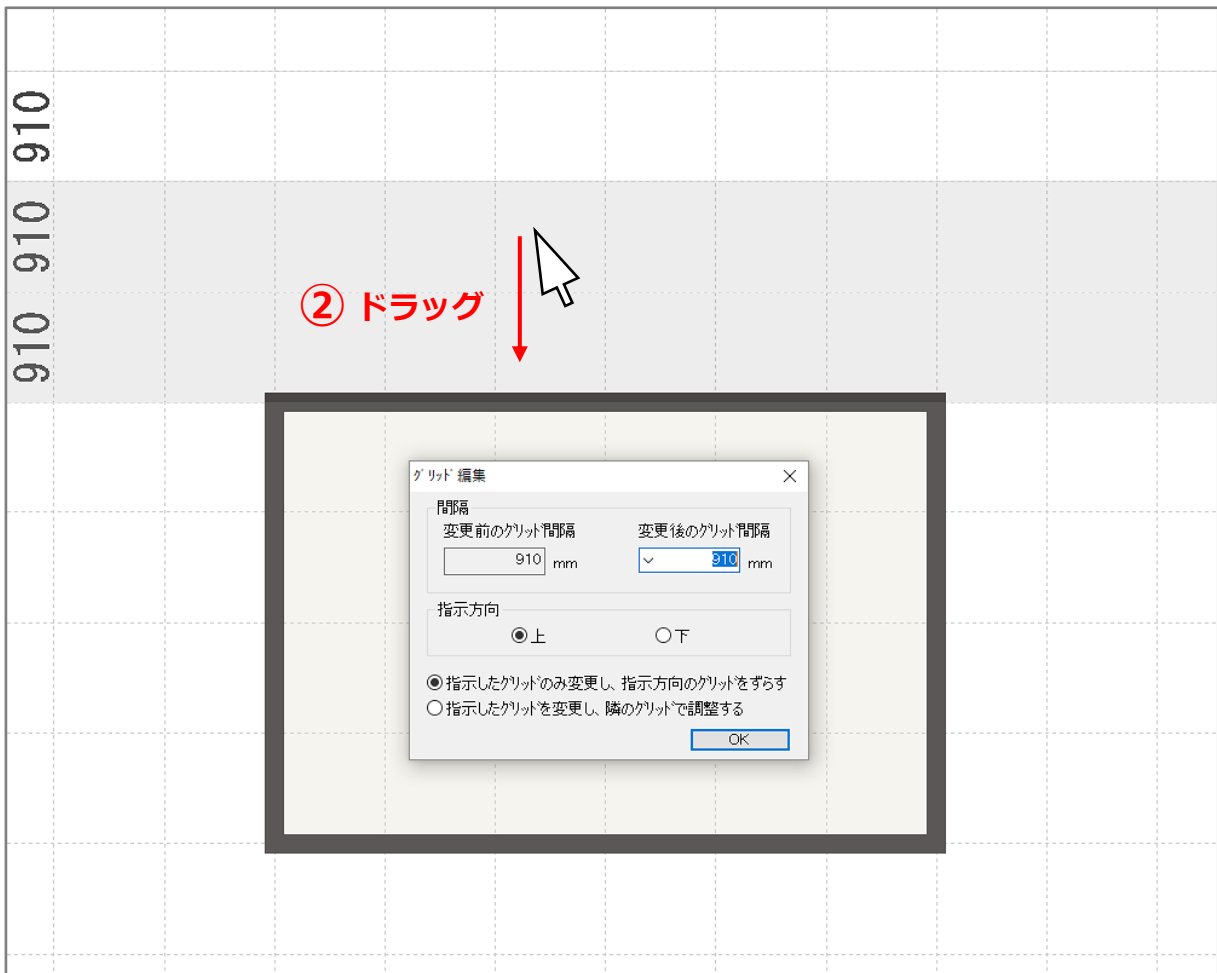 910
910
910
② ドラッグ
グリッド編集
間隔
変更前のグリッド間隔
変更後のグリッド間隔
910 mm
910 mm
指示方向
上
下
指示したグリッドのみ変更し、指示方向のグリッドをずらす
指示したグリッドを変更し、隣のグリッドで調整する
OK